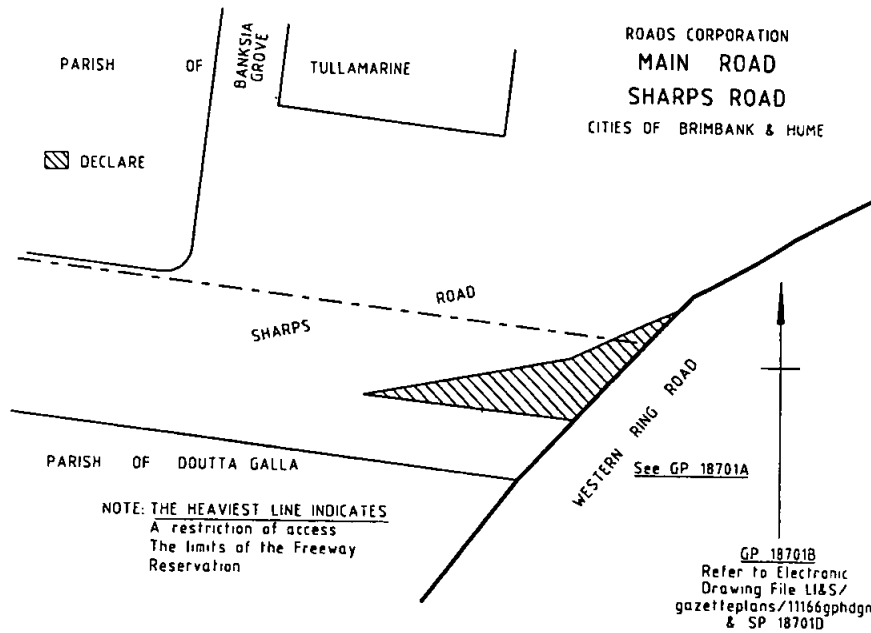 ROADS CORPORATION
MAIN ROAD
SHARPS ROAD
CITIES OF BRIMBANK & HUME
PARISH OF TULLAMARINE
BANKSIA
GROVE
DECLARE
SHARPS ROAD
WESTERN RING ROAD
See GP 18701A
PARISH OF DOUTTA GALLA
NOTE: THE HEAVIEST LINE INDICATES
A restriction of access
The limits of the Freeway
Reservation
GP 18701B
Refer to Electronic
Drawing File LI&S/
gazetteplans/11166gphdgn
& SP 18701D